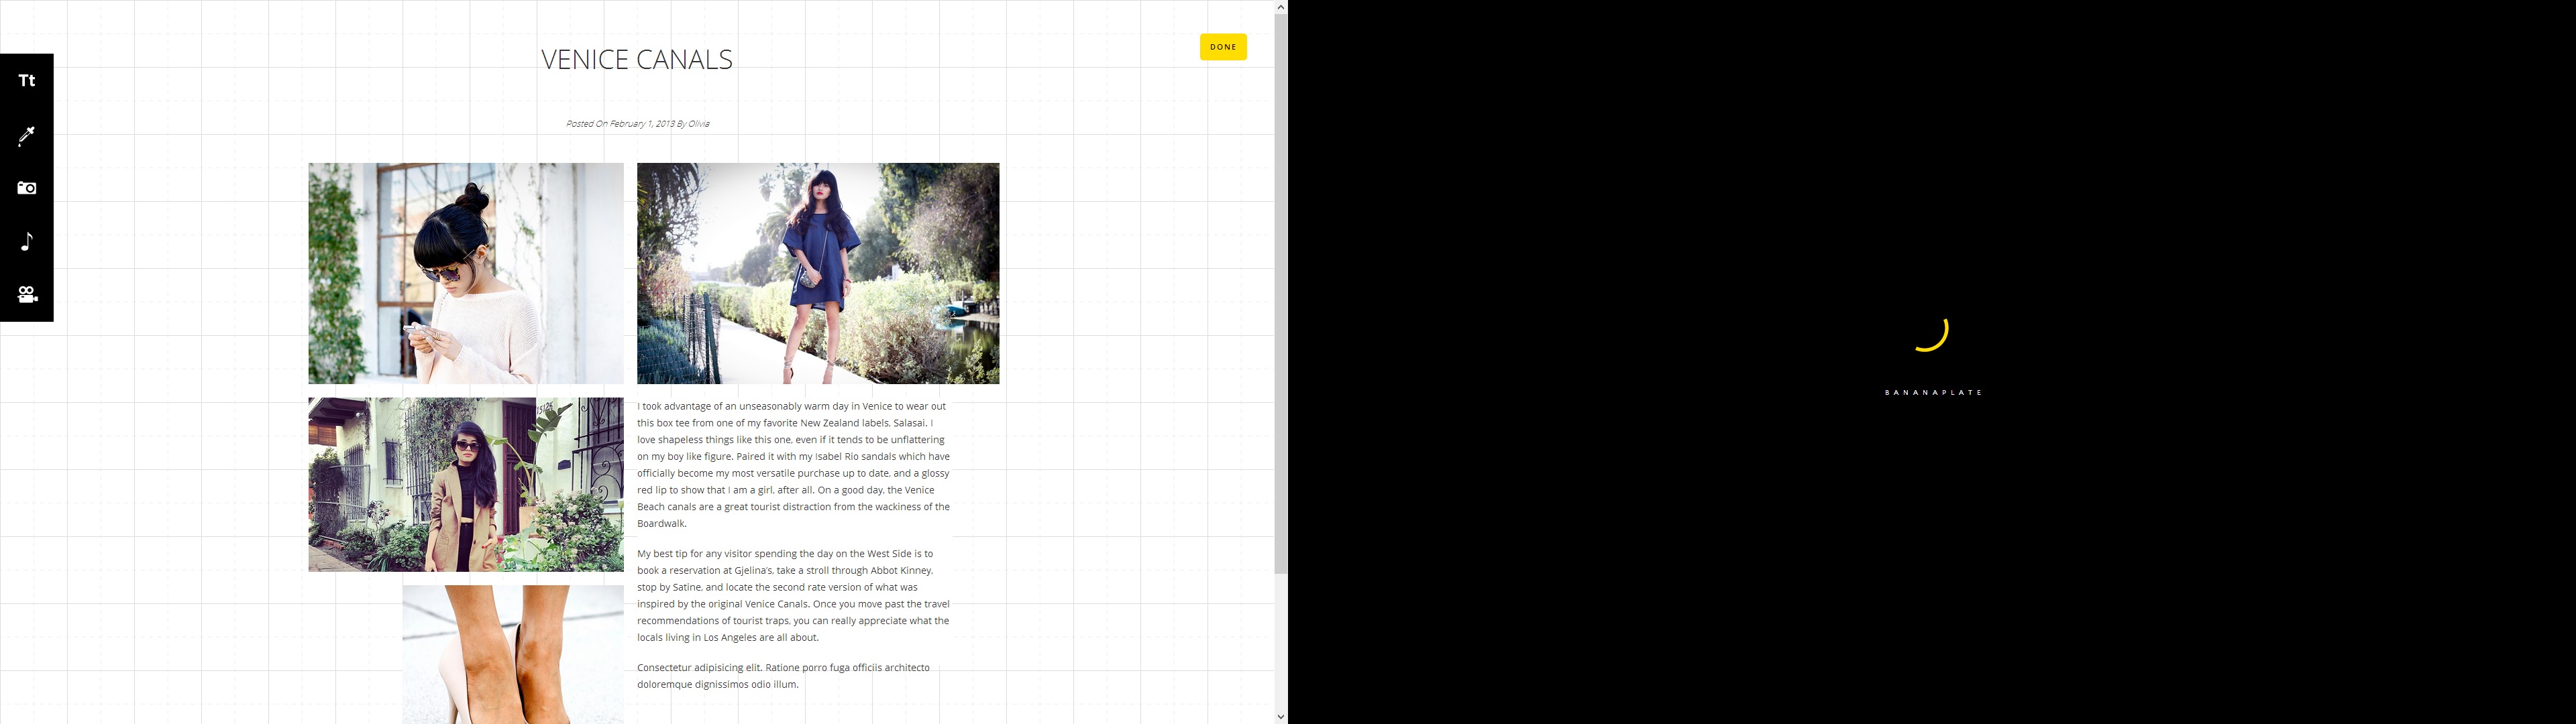 VENICE CANALS
DONE
Tt
Posted On February 1, 2013 By Olivia
I took advantage of an unseasonably warm day in Venice to wear out
this box tee from one of my favorite New Zealand labels, Salasai. I
love shapeless things like this one, even if it tends to be unflattering
on my boy like figure. Paired it with my Isabel Rio sandals which have
officially become my most versatile purchase up to date, and a glossy
red lip to show that I am a girl, after all. On a good day, the Venice
Beach canals are a great tourist distraction from the wackiness of the
Boardwalk.
My best tip for any visitor spending the day on the West Side is to
book a reservation at Gjelina's, take a stroll through Abbot Kinney,
stop by Satine, and locate the second rate version of what was
inspired by the original Venice Canals. Once you move past the travel
recommendations of tourist traps, you can really appreciate what the
locals living in Los Angeles are all about.
Consectetur adipisicing elit. Ratione porro fuga officiis architecto
doloremque dignissimos odio illum.
BANANAPLATE